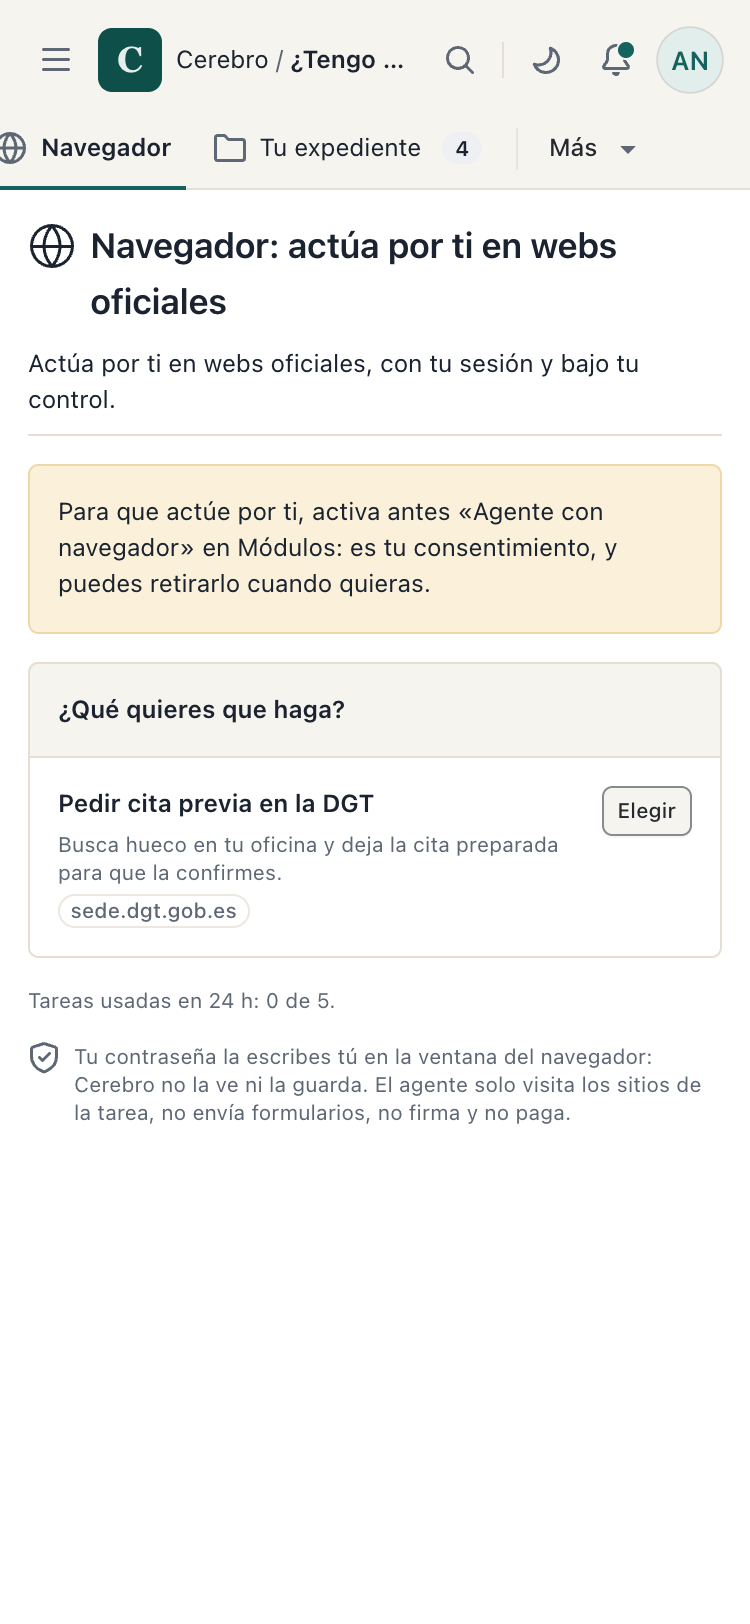 C
Cerebro / ¿Tengo ...
AN
Navegador
Tu expediente 4
Más
Navegador: actúa por ti en webs
oficiales
Actúa por ti en webs oficiales, con tu sesión y bajo tu
control.
Para que actúe por ti, activa antes «Agente con
navegador» en Módulos: es tu consentimiento, y
puedes retirarlo cuando quieras.
¿Qué quieres que haga?
Pedir cita previa en la DGT
Elegir
Busca hueco en tu oficina y deja la cita preparada
para que la confirmes.
sede.dgt.gob.es
Tareas usadas en 24 h: 0 de 5.
Tu contraseña la escribes tú en la ventana del navegador:
Cerebro no la ve ni la guarda. El agente solo visita los sitios de
la tarea, no envía formularios, no firma y no paga.